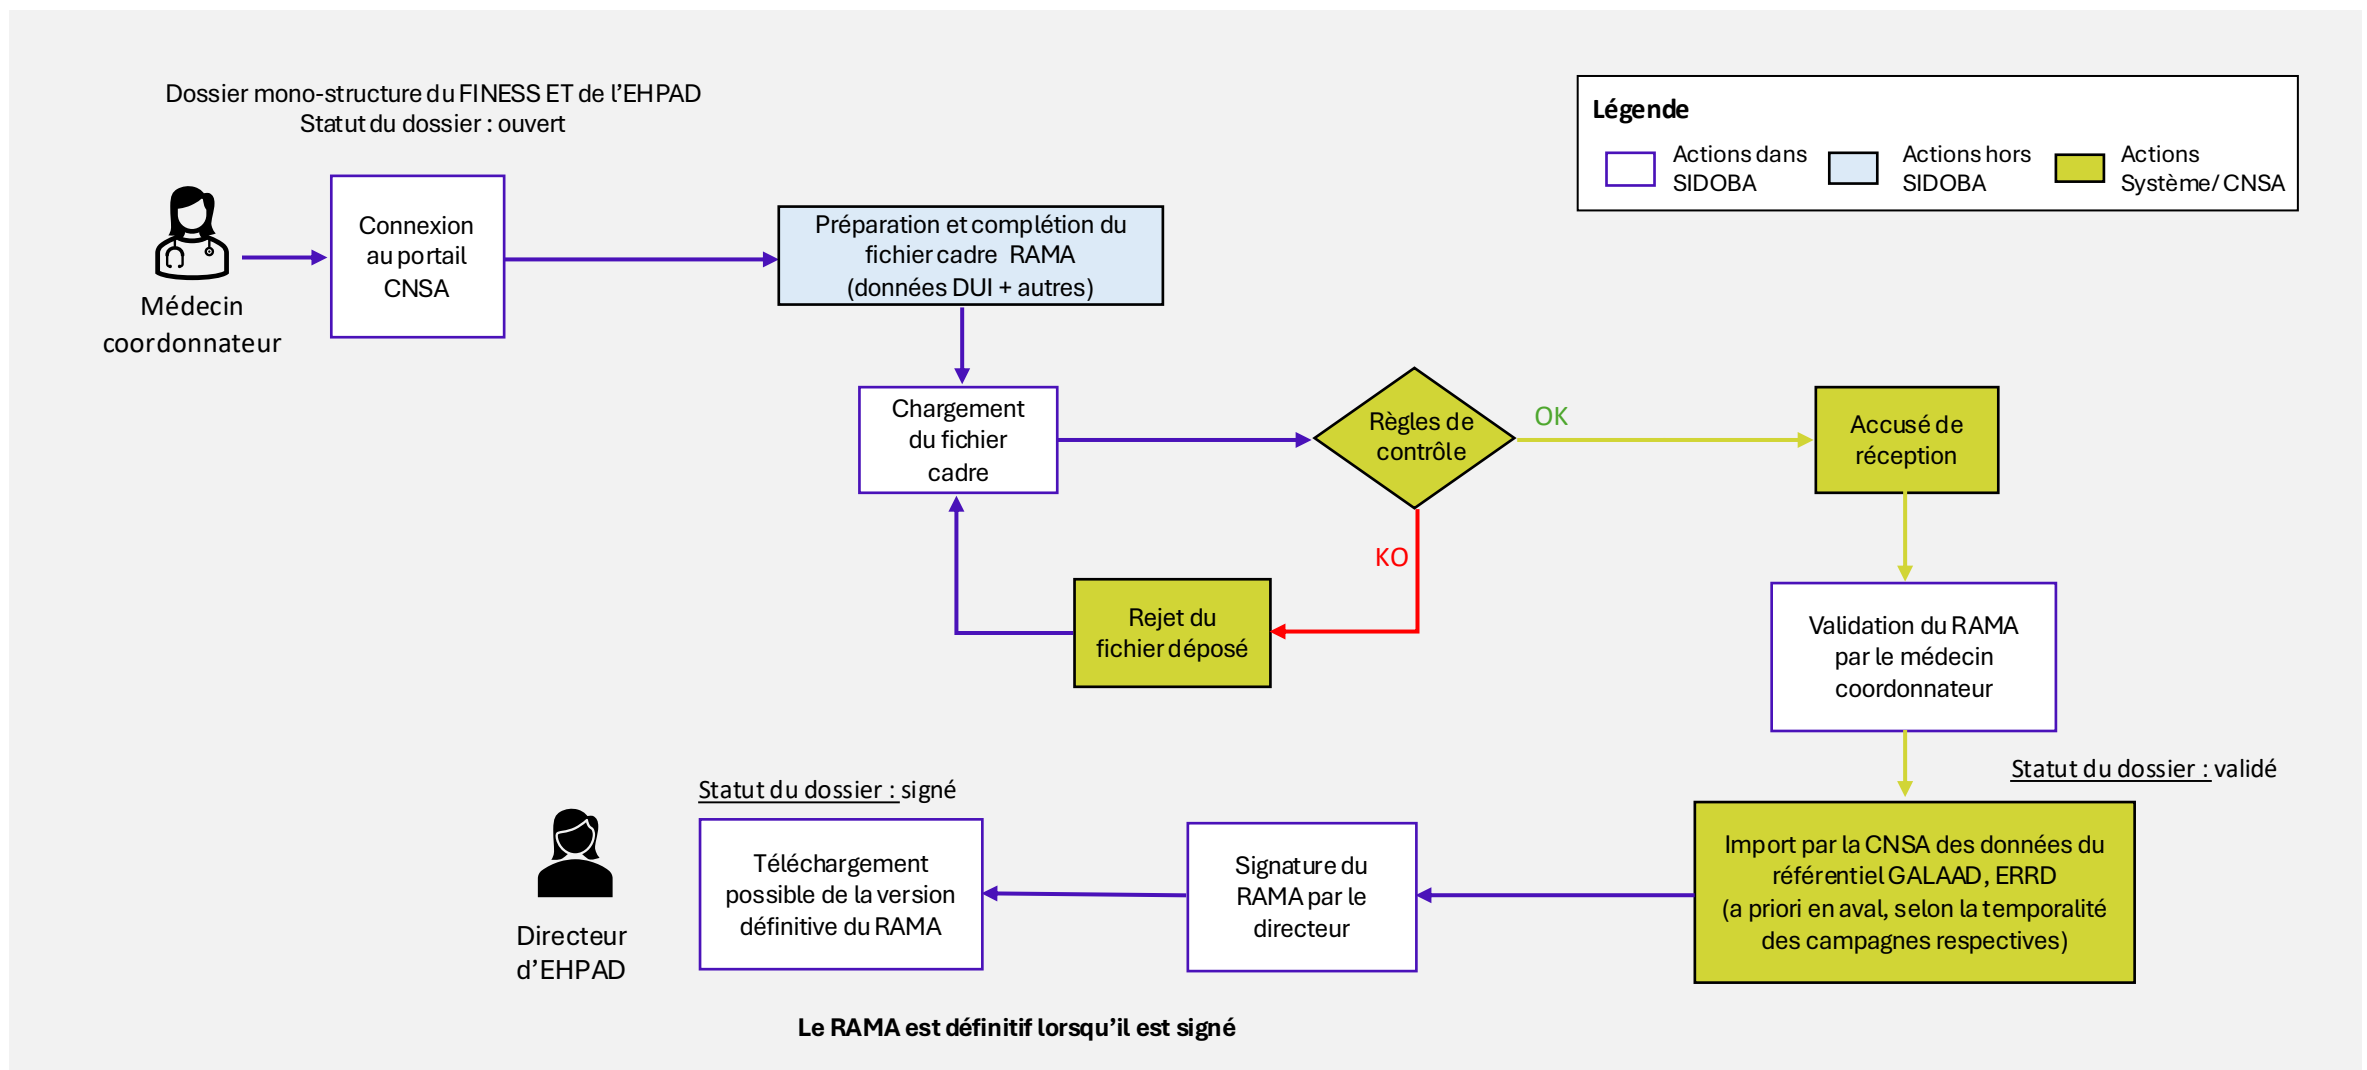 Dossier mono-structure du FINESS ET de l'EHPAD
Statut du dossier : ouvert
Légende
Actions dans
SIDOBA
Actions hors
SIDOBA
Actions
Système/ CNSA
Médecin
coordonnateur
Connexion
au portail
CNSA
Préparation et complétion du
fichier cadre RAMA
(données DUI + autres)
Chargement
du fichier
cadre
Règles de
contrôle
OK
Accusé de
réception
KO
Rejet du
fichier déposé
Validation du RAMA
par le médecin
coordonnateur
Statut du dossier : validé
Import par la CNSA des données du
référentiel GALAAD, ERRD
(a priori en aval, selon la temporalité
des campagnes respectives)
Signature du
RAMA par le
directeur
Statut du dossier : signé
Téléchargement
possible de la version
définitive du RAMA
Directeur
d'EHPAD
Le RAMA est définitif lorsqu'il est signé